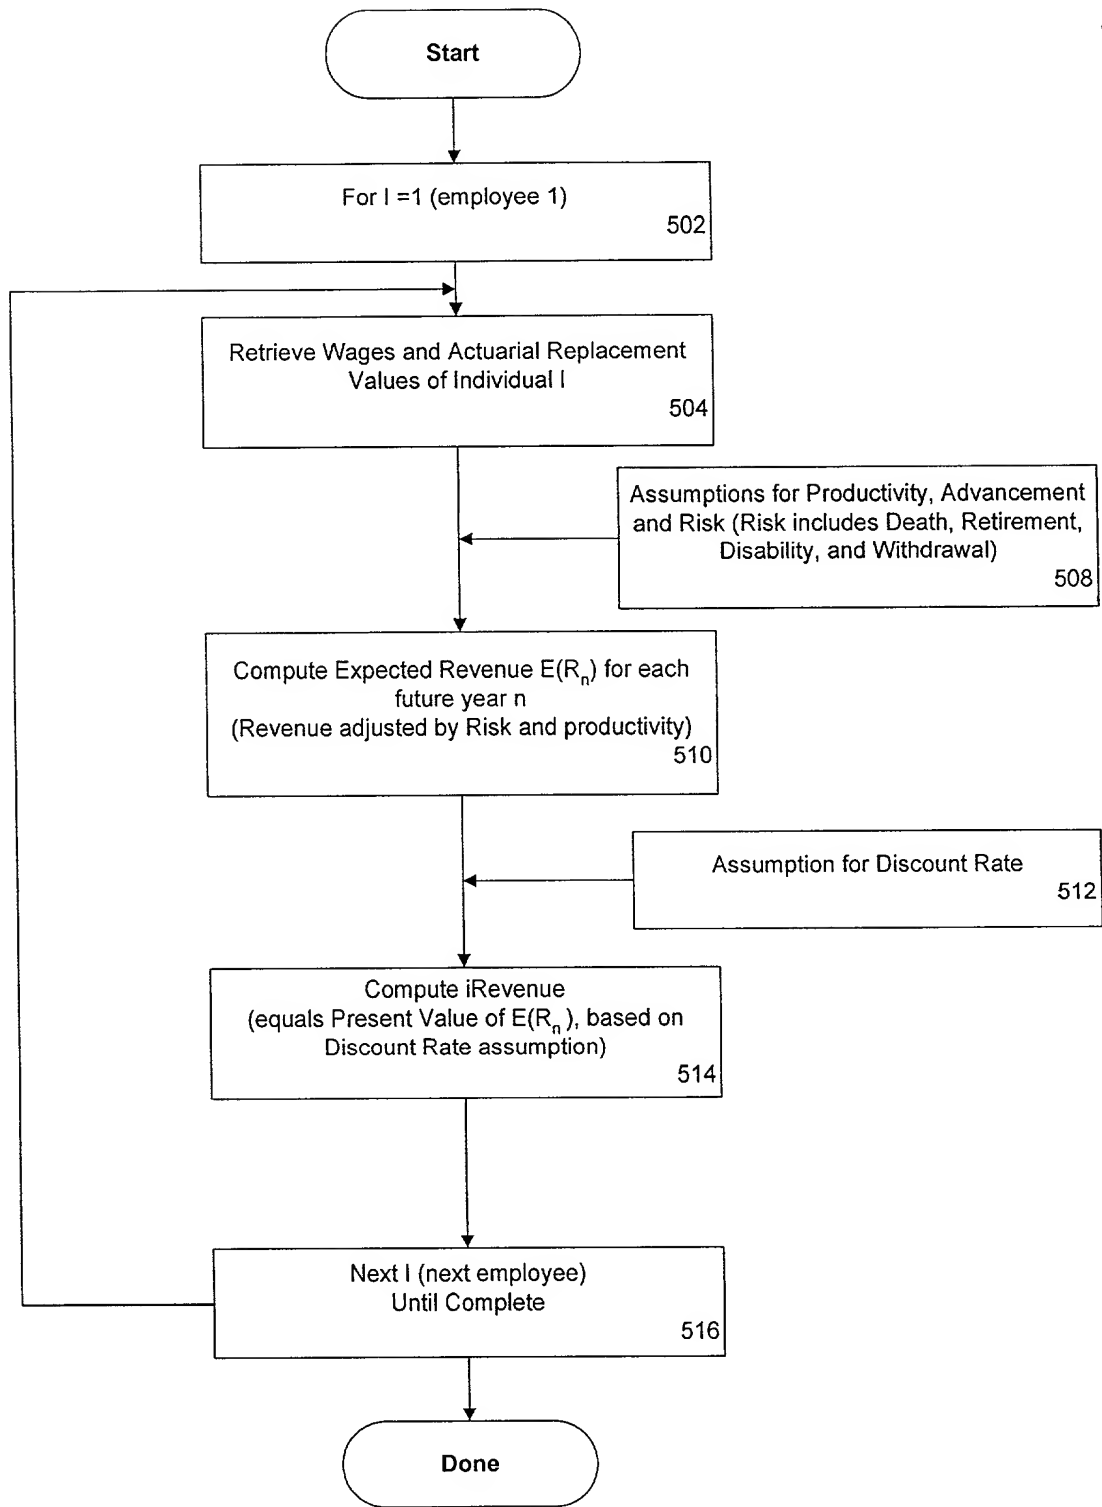 Start
For I =1 (employee 1)
502
Retrieve Wages and Actuarial Replacement
Values of Individual I
504
Assumptions for Productivity, Advancement
and Risk (Risk includes Death, Retirement,
Disability, and Withdrawal)
508
Compute Expected Revenue E(Rₙ) for each
future year n
(Revenue adjusted by Risk and productivity)
510
Assumption for Discount Rate
512
Compute iRevenue
(equals Present Value of E(Rₙ ), based on
Discount Rate assumption)
514
Next I (next employee)
Until Complete
516
Done